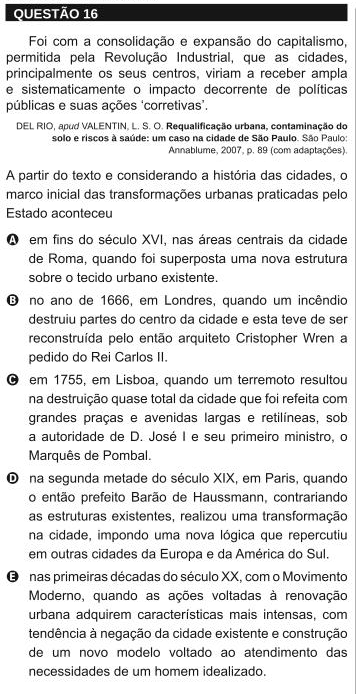 QUESTÃO 16
Foi com a consolidação e expansão do capitalismo,
permitida pela Revolução Industrial, que as cidades,
principalmente os seus centros, viriam a receber ampla
e sistematicamente o impacto decorrente de políticas
públicas e suas ações ‘corretivas’.
DEL RIO, apud VALENTIN, L. S. O. Requalificação urbana, contaminação do
solo e riscos à saúde: um caso na cidade de São Paulo. São Paulo:
Annablume, 2007, p. 89 (com adaptações).
A partir do texto e considerando a história das cidades, o
marco inicial das transformações urbanas praticadas pelo
Estado aconteceu
A em fins do século XVI, nas áreas centrais da cidade
de Roma, quando foi superposta uma nova estrutura
sobre o tecido urbano existente.
B no ano de 1666, em Londres, quando um incêndio
destruiu partes do centro da cidade e esta teve de ser
reconstruída pelo então arquiteto Cristopher Wren a
pedido do Rei Carlos II.
C em 1755, em Lisboa, quando um terremoto resultou
na destruição quase total da cidade que foi refeita com
grandes praças e avenidas largas e retilíneas, sob
a autoridade de D. José I e seu primeiro ministro, o
Marquês de Pombal.
D na segunda metade do século XIX, em Paris, quando
o então prefeito Barão de Haussmann, contrariando
as estruturas existentes, realizou uma transformação
na cidade, impondo uma nova lógica que repercutiu
em outras cidades da Europa e da América do Sul.
E nas primeiras décadas do século XX, com o Movimento
Moderno, quando as ações voltadas à renovação
urbana adquirem características mais intensas, com
tendência à negação da cidade existente e construção
de um novo modelo voltado ao atendimento das
necessidades de um homem idealizado.